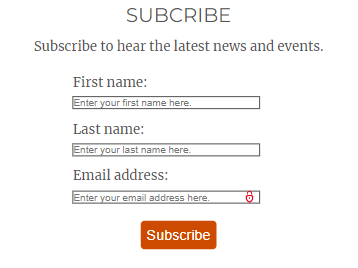 SUBCRIBE
Subscribe to hear the latest news and events.
First name:
Enter your first name here.
Last name:
Enter your last name here.
Email address:
Enter your email address here.
Subscribe